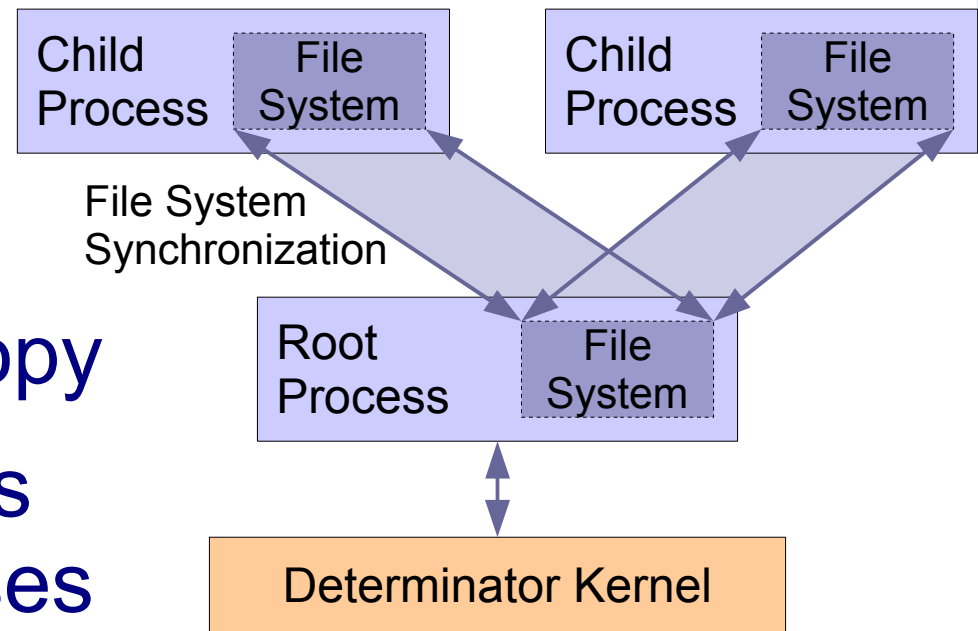 Child
Process
File
System
Child
Process
File
System
File System
Synchronization
Root
Process
File
System
Determinator Kernel